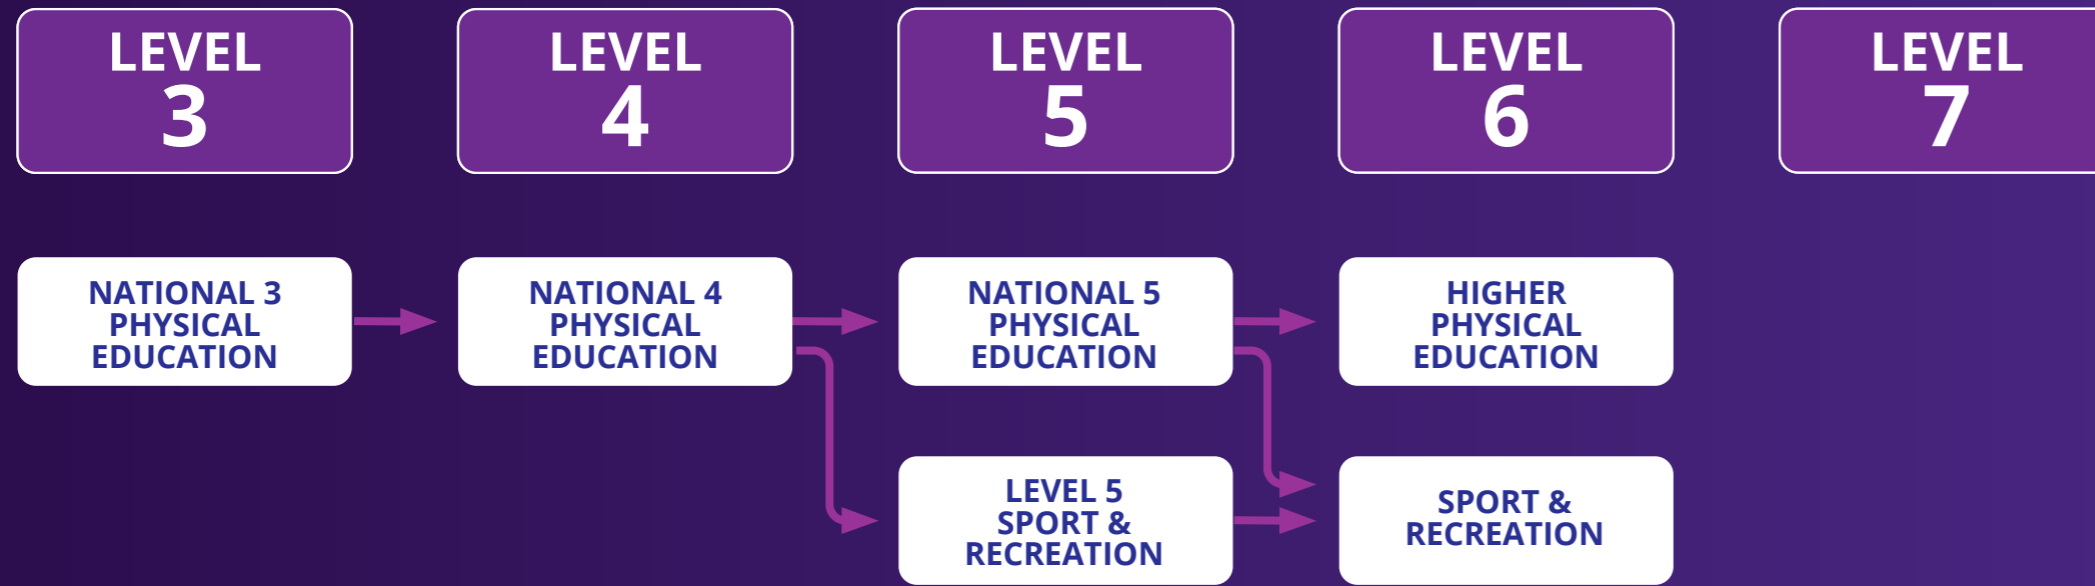 LEVEL
3
LEVEL
4
LEVEL
5
LEVEL
6
LEVEL
7
NATIONAL 3
PHYSICAL
EDUCATION
NATIONAL 4
PHYSICAL
EDUCATION
NATIONAL 5
PHYSICAL
EDUCATION
HIGHER
PHYSICAL
EDUCATION
LEVEL 5
SPORT &
RECREATION
SPORT &
RECREATION